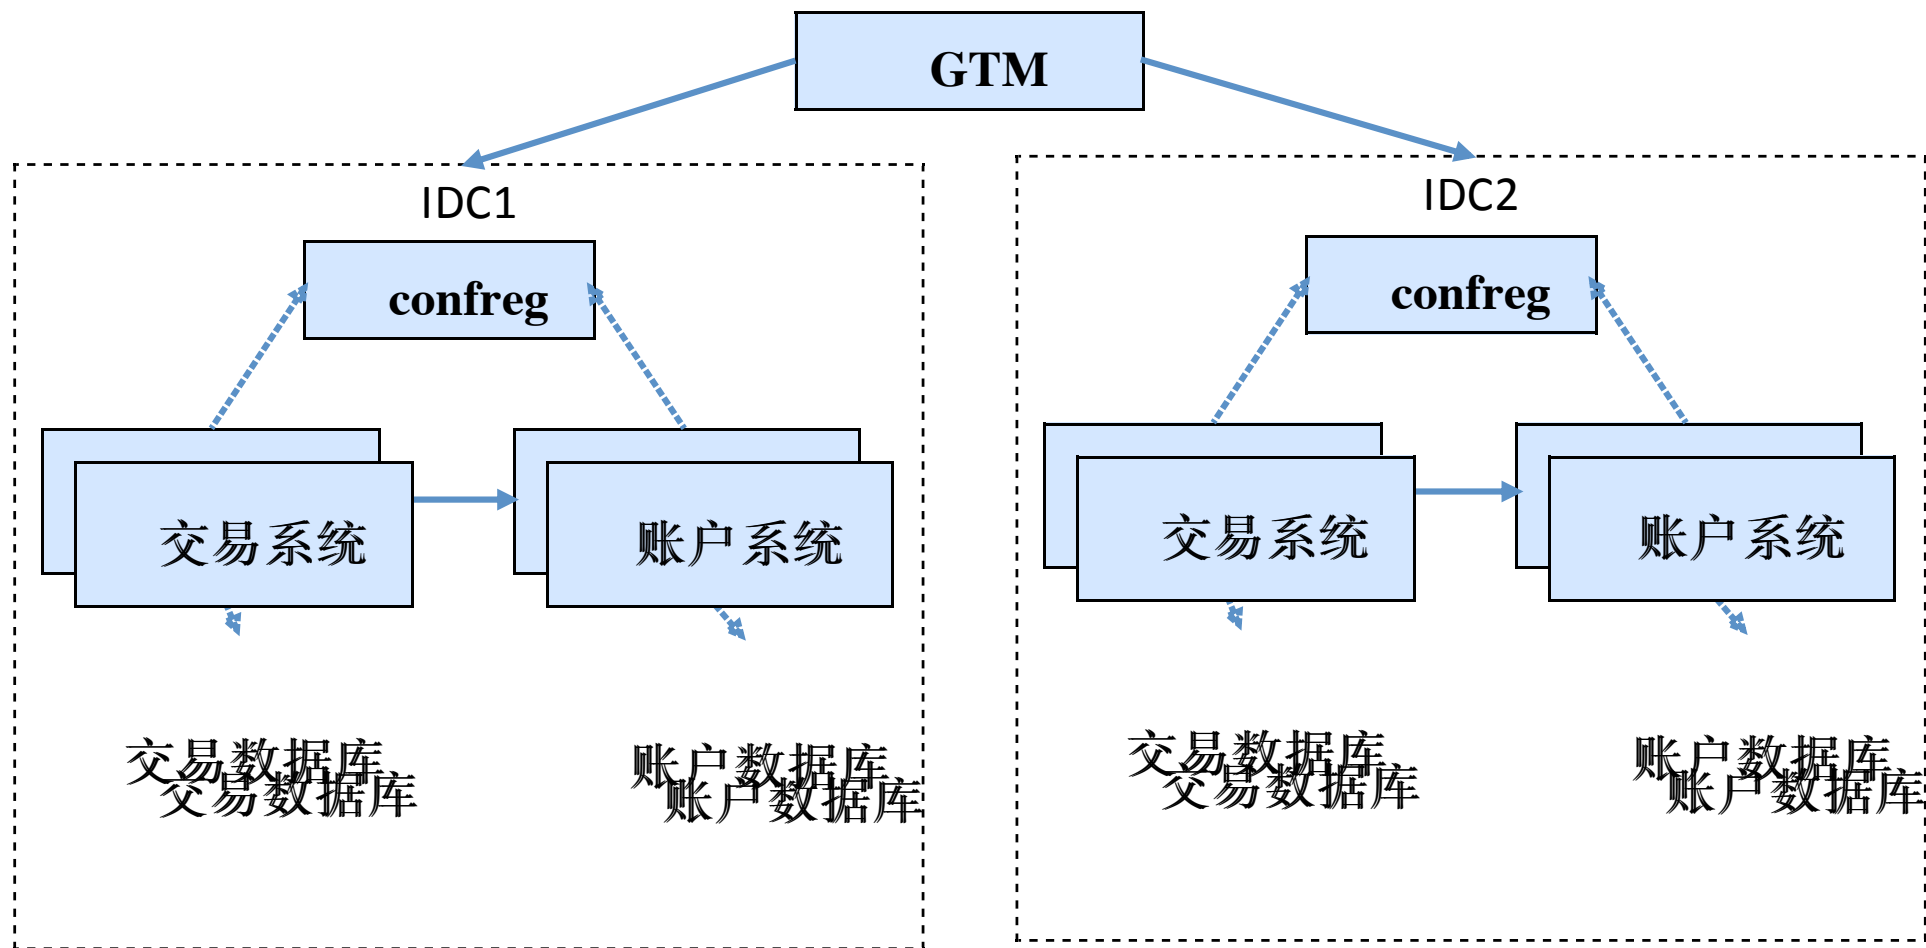 GTM
IDC1
confreg
交易系统
账户系统
交易数据库
交易数据库
账户数据库
账户数据库
IDC2
confreg
交易系统
账户系统
交易数据库
交易数据库
账户数据库
账户数据库